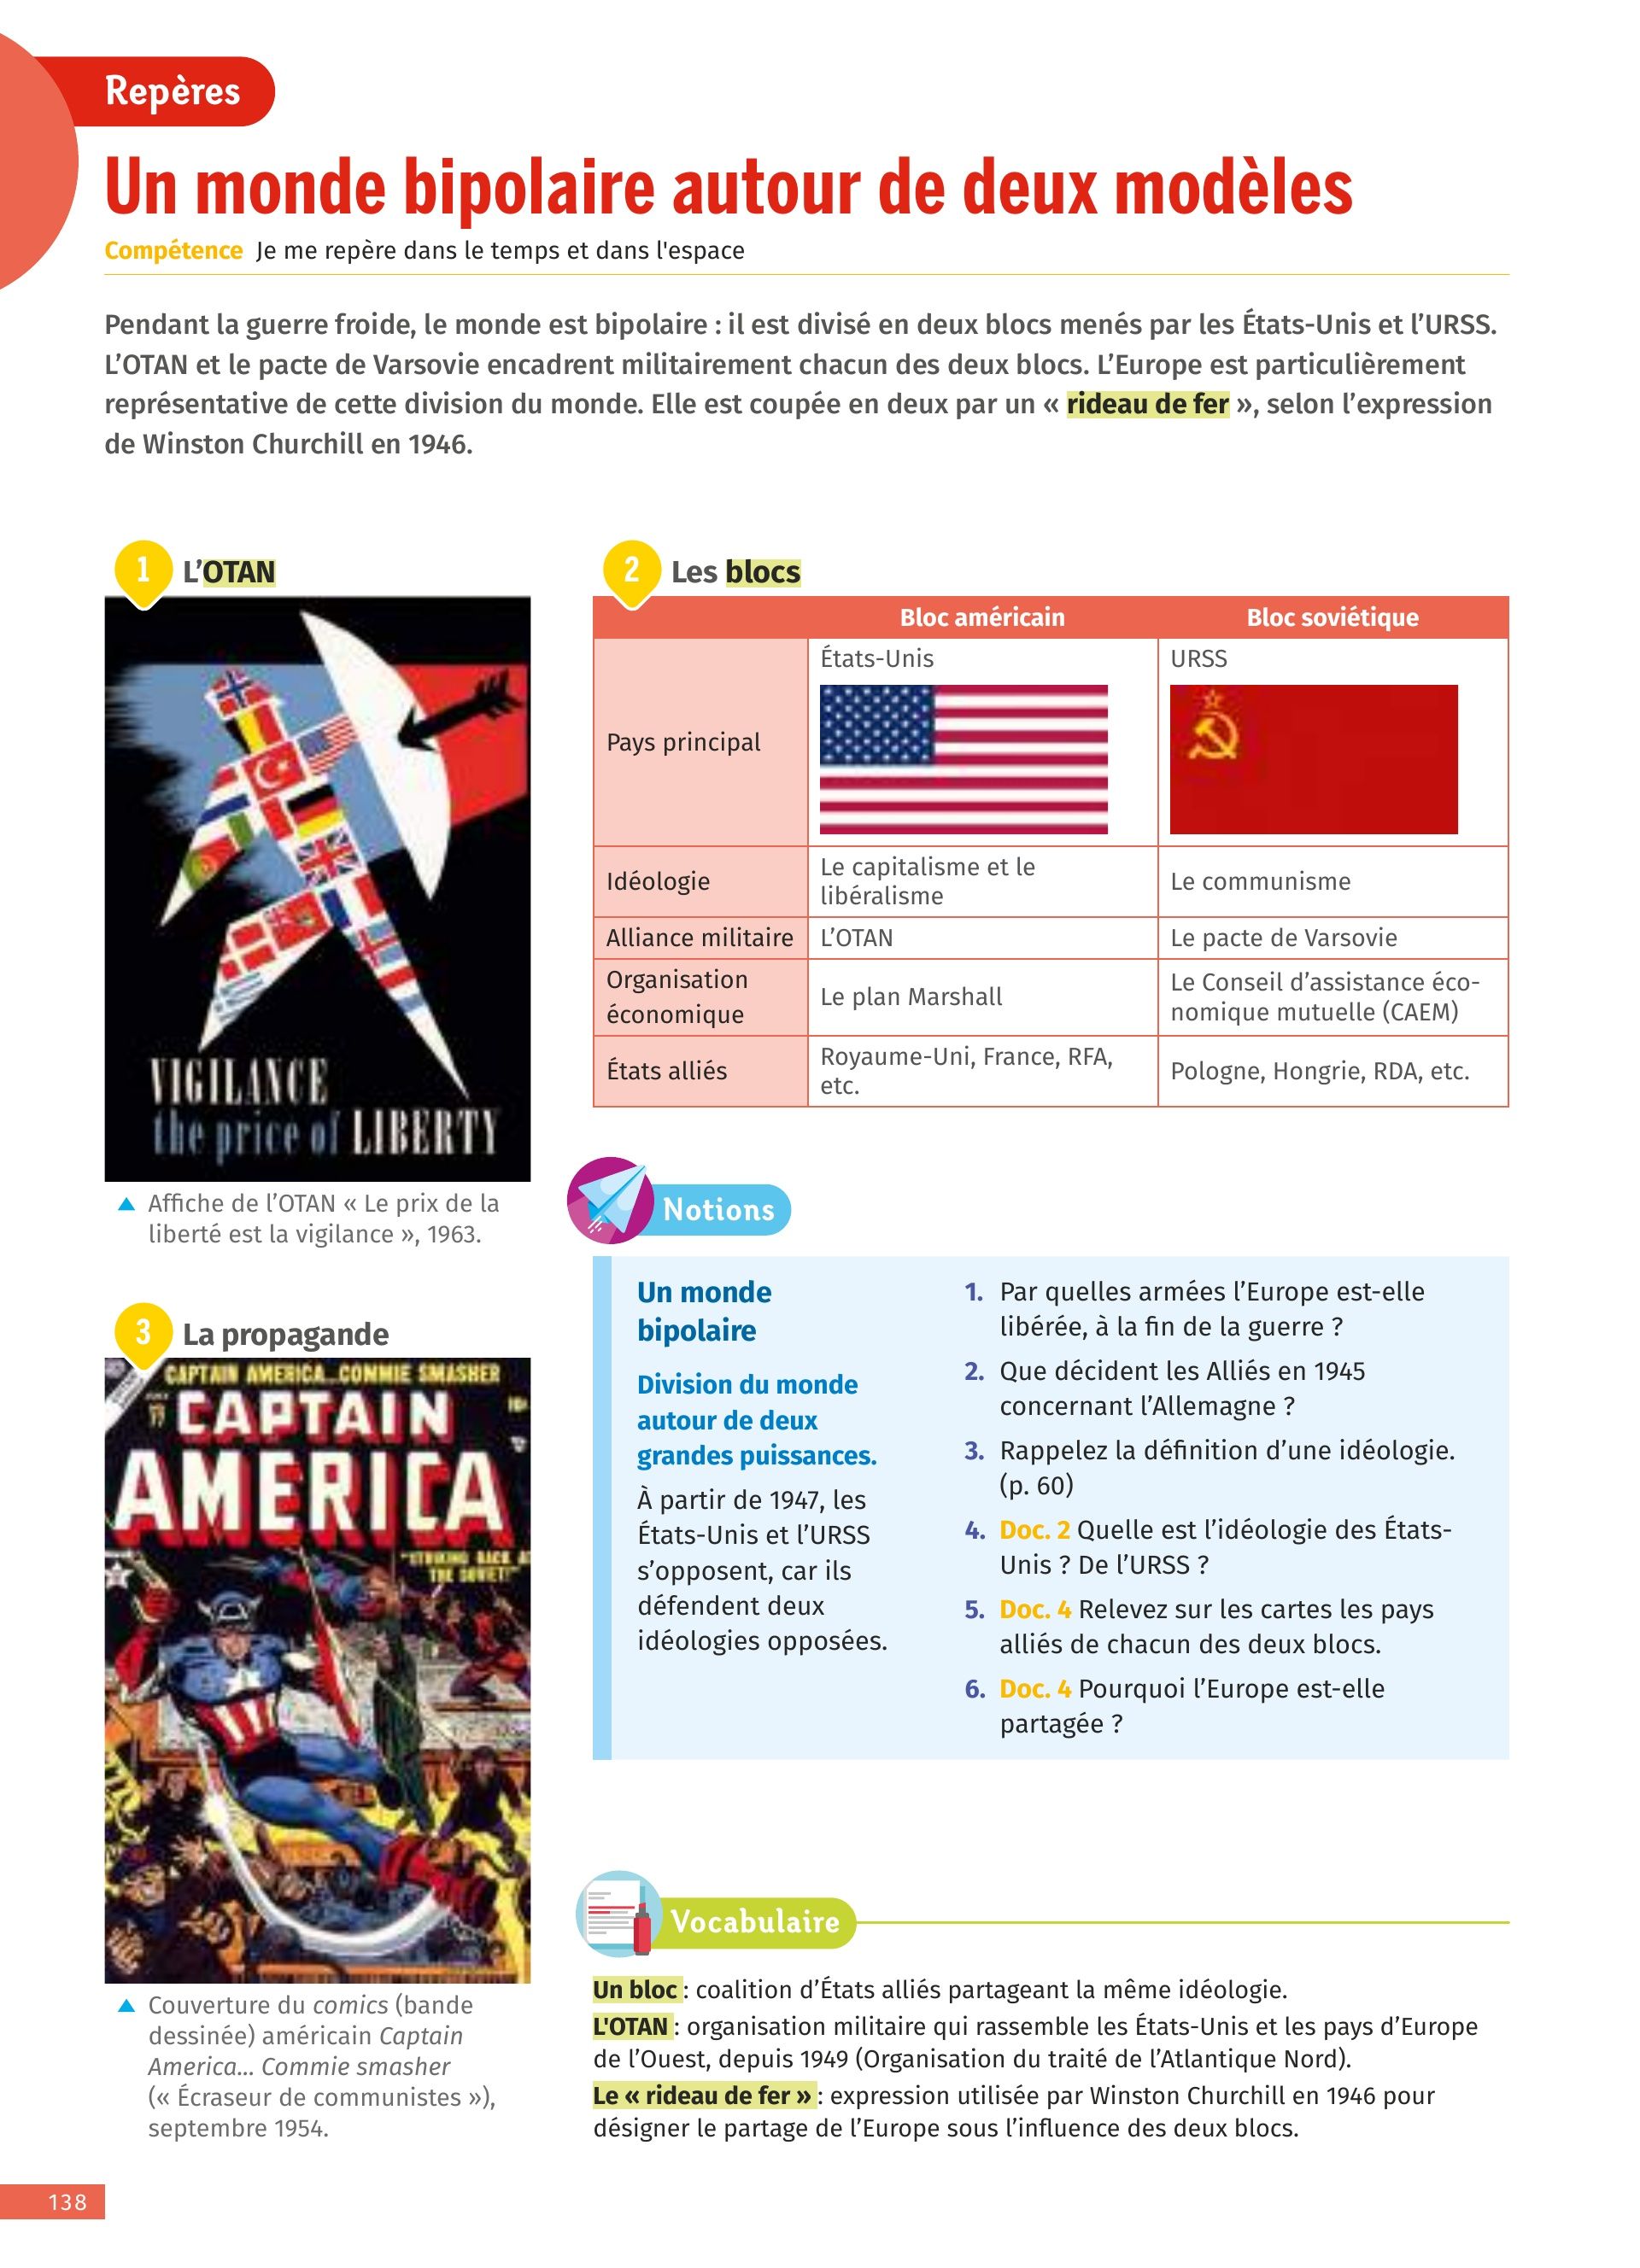 Repères
Un monde bipolaire autour de deux modèles
Compétence Je me repère dans le temps et dans l'espace
Pendant la guerre froide, le monde est bipolaire : il est divisé en deux blocs menés par les États-Unis et l’URSS.
L’OTAN et le pacte de Varsovie encadrent militairement chacun des deux blocs. L’Europe est particulièrement
représentative de cette division du monde. Elle est coupée en deux par un « rideau de fer », selon l’expression
de Winston Churchill en 1946.
1 L’OTAN
VIGILANCE
the price of LIBERTY
Affiche de l’OTAN « Le prix de la
liberté est la vigilance », 1963.
2 Les blocs
Bloc américain Bloc soviétique
Pays principal
États-Unis
URSS
Idéologie
Le capitalisme et le
libéralisme
Le communisme
Alliance militaire L’OTAN Le pacte de Varsovie
Organisation
économique
Le plan Marshall
Le Conseil d’assistance éco-
nomique mutuelle (CAEM)
États alliés
Royaume-Uni, France, RFA,
etc.
Pologne, Hongrie, RDA, etc.
3 La propagande
CAPTAIN AMERICA...COMMIE SMASHER
CAPTAIN
AMERICA
"STRIKING BACK AT
THE SOVIET!"
Couverture du comics (bande
dessinée) américain Captain
America... Commie smasher
(« Écraseur de communistes »),
septembre 1954.
Notions
Un monde
bipolaire
Division du monde
autour de deux
grandes puissances.
À partir de 1947, les
États-Unis et l’URSS
s’opposent, car ils
défendent deux
idéologies opposées.
1. Par quelles armées l’Europe est-elle
libérée, à la fin de la guerre ?
2. Que décident les Alliés en 1945
concernant l’Allemagne ?
3. Rappelez la définition d’une idéologie.
(p. 60)
4. Doc. 2 Quelle est l’idéologie des États-
Unis ? De l’URSS ?
5. Doc. 4 Relevez sur les cartes les pays
alliés de chacun des deux blocs.
6. Doc. 4 Pourquoi l’Europe est-elle
partagée ?
Vocabulaire
Un bloc : coalition d’États alliés partageant la même idéologie.
L'OTAN : organisation militaire qui rassemble les États-Unis et les pays d’Europe
de l’Ouest, depuis 1949 (Organisation du traité de l’Atlantique Nord).
Le « rideau de fer » : expression utilisée par Winston Churchill en 1946 pour
désigner le partage de l’Europe sous l’influence des deux blocs.
138